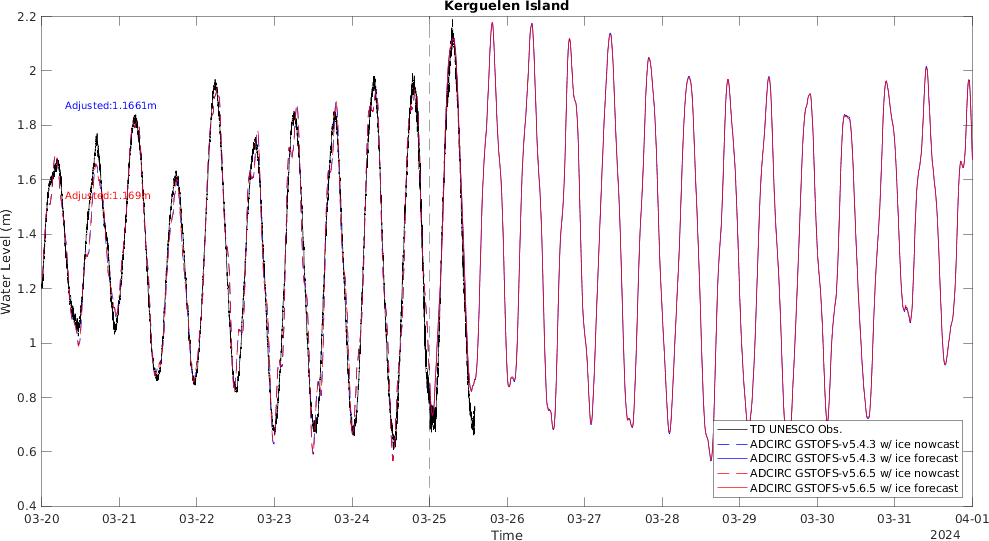 Kerguelen Island
2.2
2
1.8
1.6
1.4
1.2
1
0.8
0.6
0.4
Water Level (m)
Adjusted:1.1661m
Adjusted:1.169m
TD UNESCO Obs.
ADCIRC GSTOFS-v5.4.3 w/ ice nowcast
ADCIRC GSTOFS-v5.4.3 w/ ice forecast
ADCIRC GSTOFS-v5.6.5 w/ ice nowcast
ADCIRC GSTOFS-v5.6.5 w/ ice forecast
03-20 03-21 03-22 03-23 03-24 03-25 03-26 03-27 03-28 03-29 03-30 03-31 04-01
Time
2024